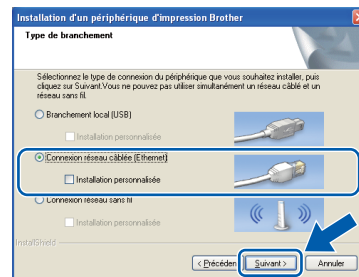 Installation d'un périphérique d'impression Brother
Type de branchement
Sélectionnez le type de connexion du périphérique que vous souhaitez installer, puis
cliquez sur Suivant.Vous ne pouvez pas utiliser simultanément un réseau câblé et un
réseau sans fil.
Branchement local (USB)
Installation personnalisée
Connexion réseau câblée (Ethernet)
Installation personnalisée
Connexion réseau sans fil
Installation personnalisée
InstallShield
< Précéden
Suivant >
Annuler